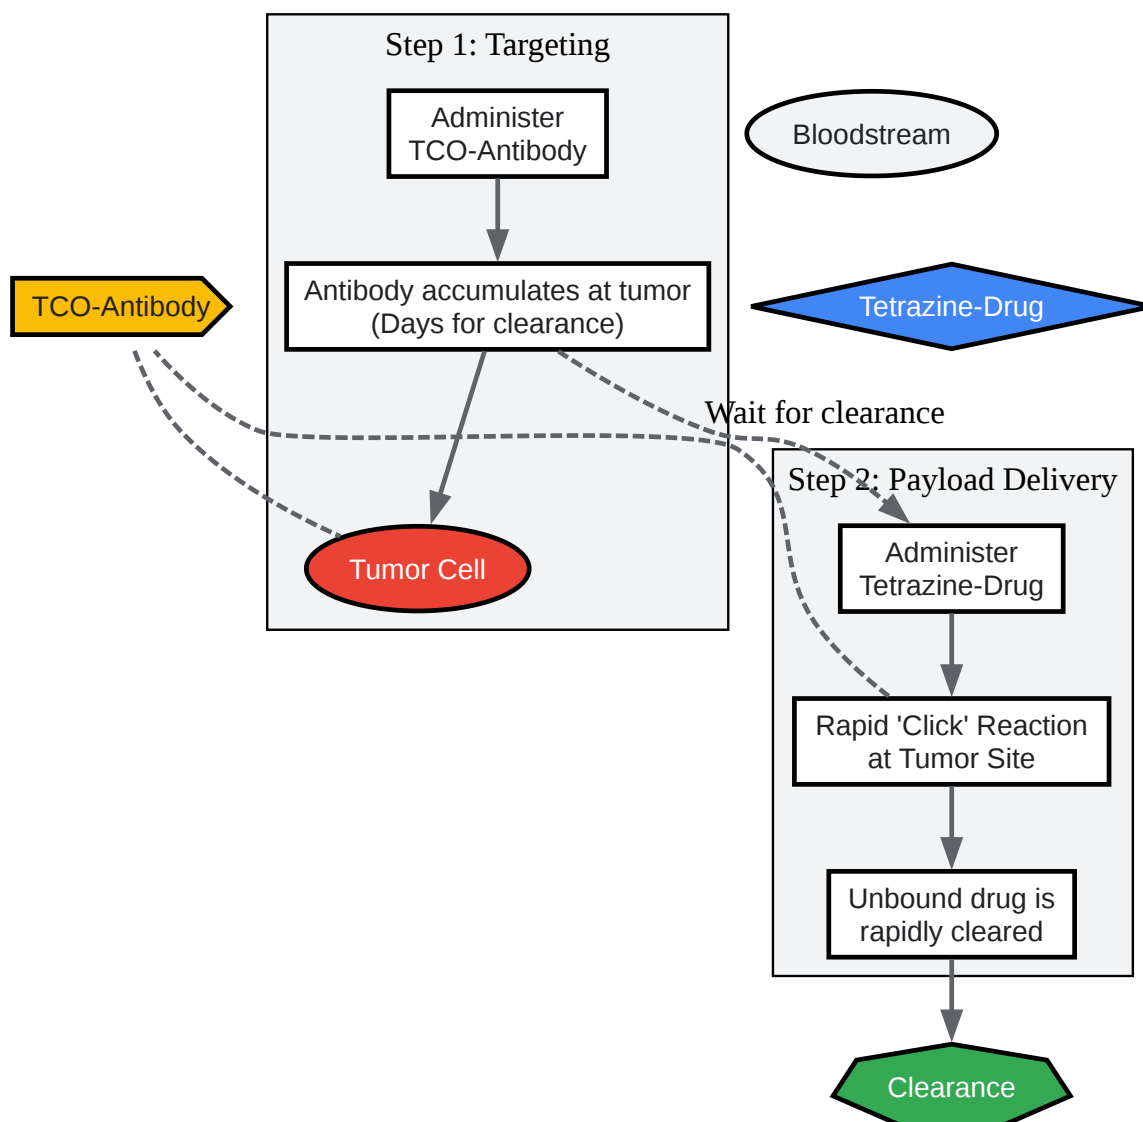 Step 1: Targeting
Administer
TCO-Antibody
Bloodstream
TCO-Antibody
Antibody accumulates at tumor
(Days for clearance)
Tetrazine-Drug
Wait for clearance
Step 2: Payload Delivery
Tumor Cell
Administer
Tetrazine-Drug
Rapid 'Click' Reaction
at Tumor Site
Unbound drug is
rapidly cleared
Clearance